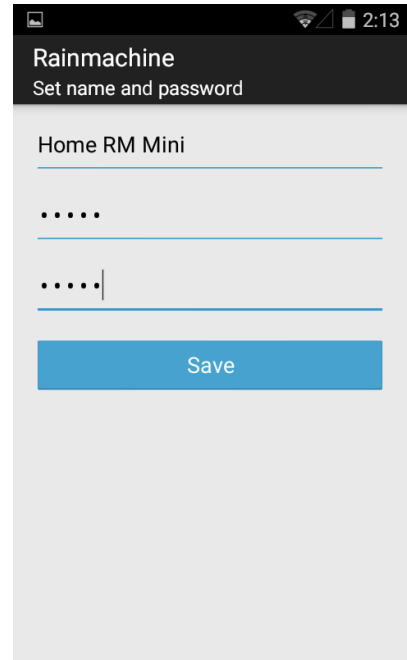 2:13
Rainmachine
Set name and password
Home RM Mini
•••••
•••••
Save